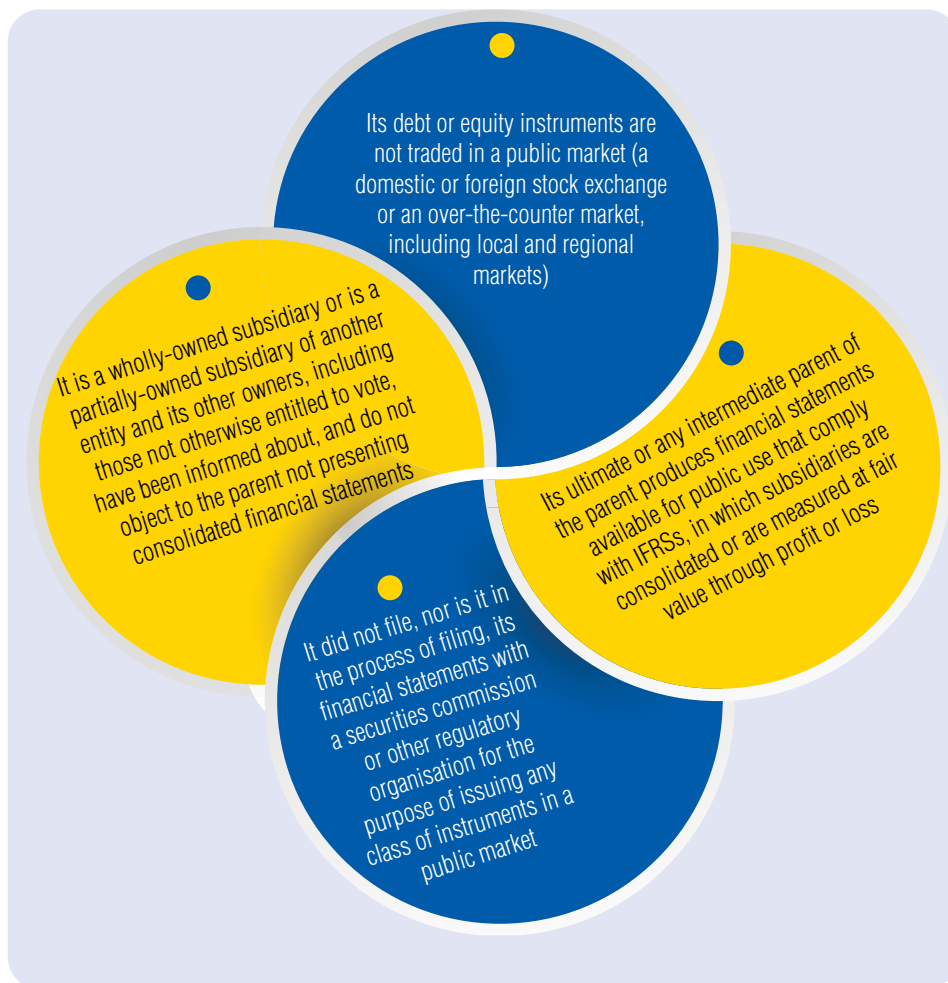 Its debt or equity instruments are
not traded in a public market (a
domestic or foreign stock exchange
or an over-the-counter market,
including local and regional
markets)
It is a wholly-owned subsidiary or is a
partially-owned subsidiary of another
entity and its other owners, including
those not otherwise entitled to vote,
have been informed about, and do not
object to the parent not presenting
consolidated financial statements
Its ultimate or any intermediate parent of
the parent produces financial statements
available for public use that comply
with IFRSs, in which subsidiaries are
consolidated or are measured at fair
value through profit or loss
It did not file, nor is it in
the process of filing, its
financial statements with
a securities commission
or other regulatory
organisation for the
purpose of issuing any
class of instruments in a
public market